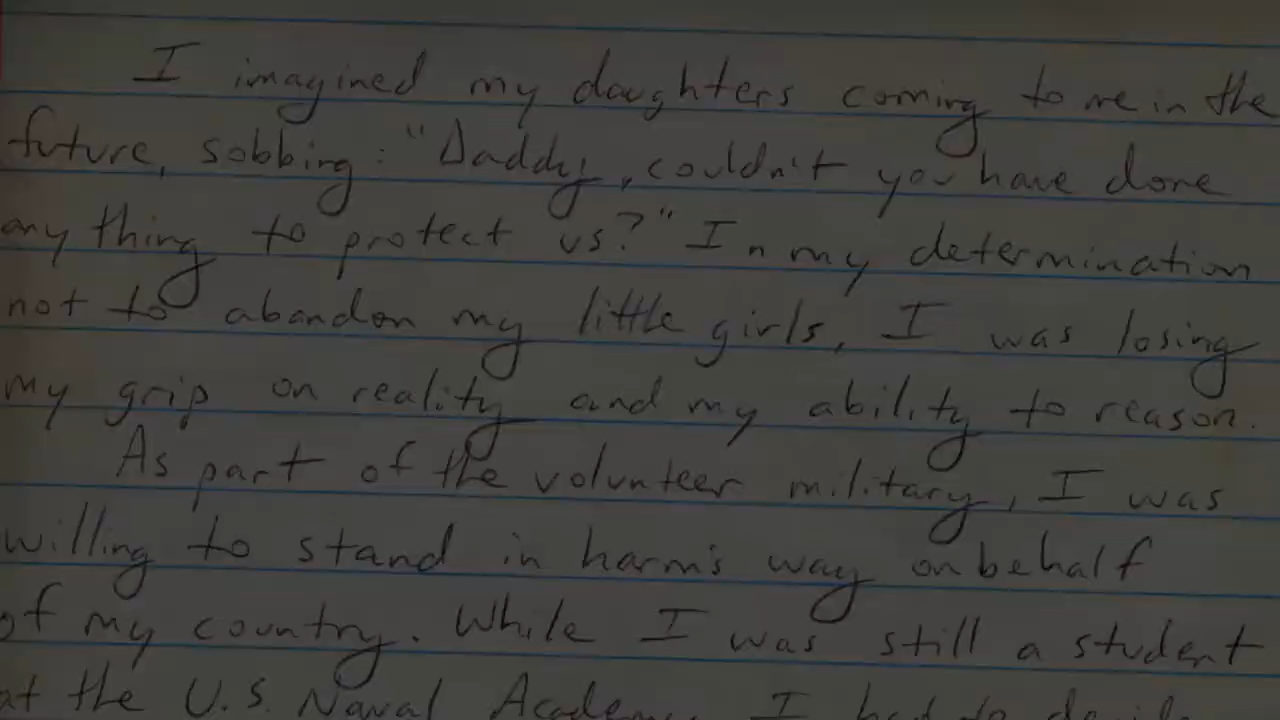 I imagined my daughters coming to me in the
future, sobbing: "Daddy, couldn't you have done
anything to protect us?" In my determination
not to abandon my little girls, I was losing
my grip on reality and my ability to reason.
As part of the volunteer military, I was
willing to stand in harm's way on behalf
of my country. While I was still a student
at the U.S. Naval Academy I had to